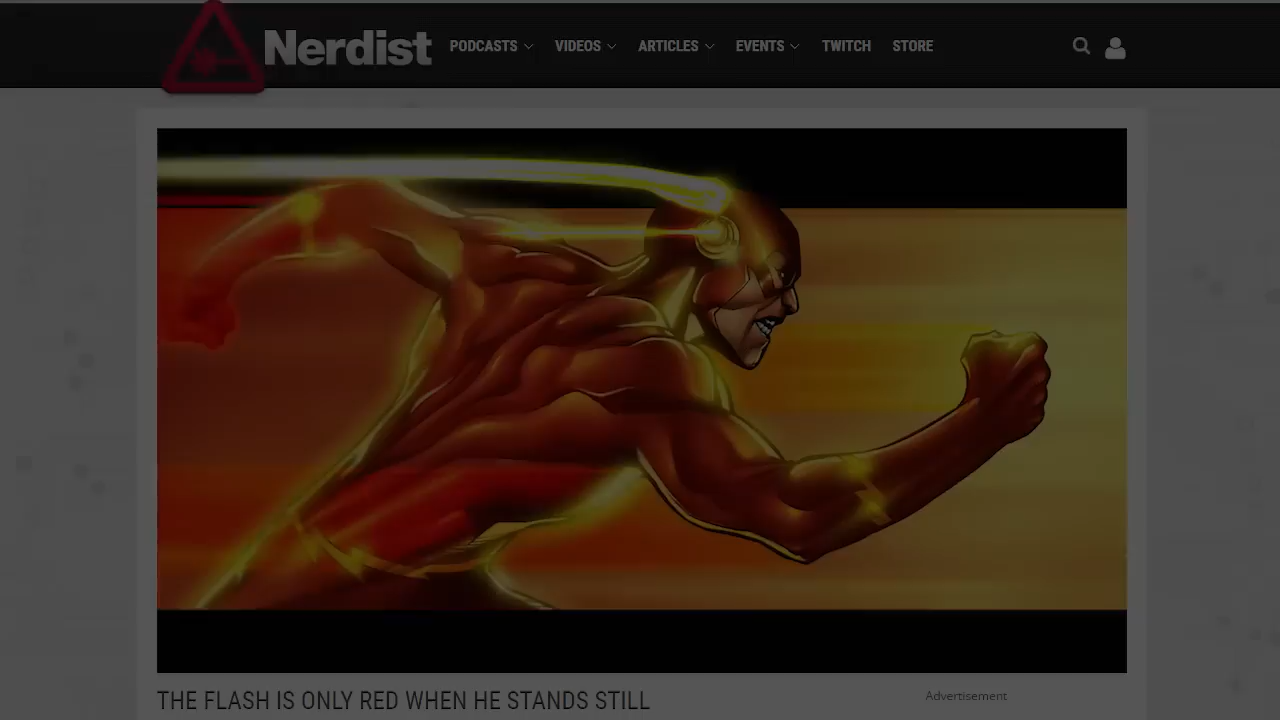 Nerdist
PODCASTS VIDEOS ARTICLES EVENTS TWITCH STORE
THE FLASH IS ONLY RED WHEN HE STANDS STILL
Advertisement